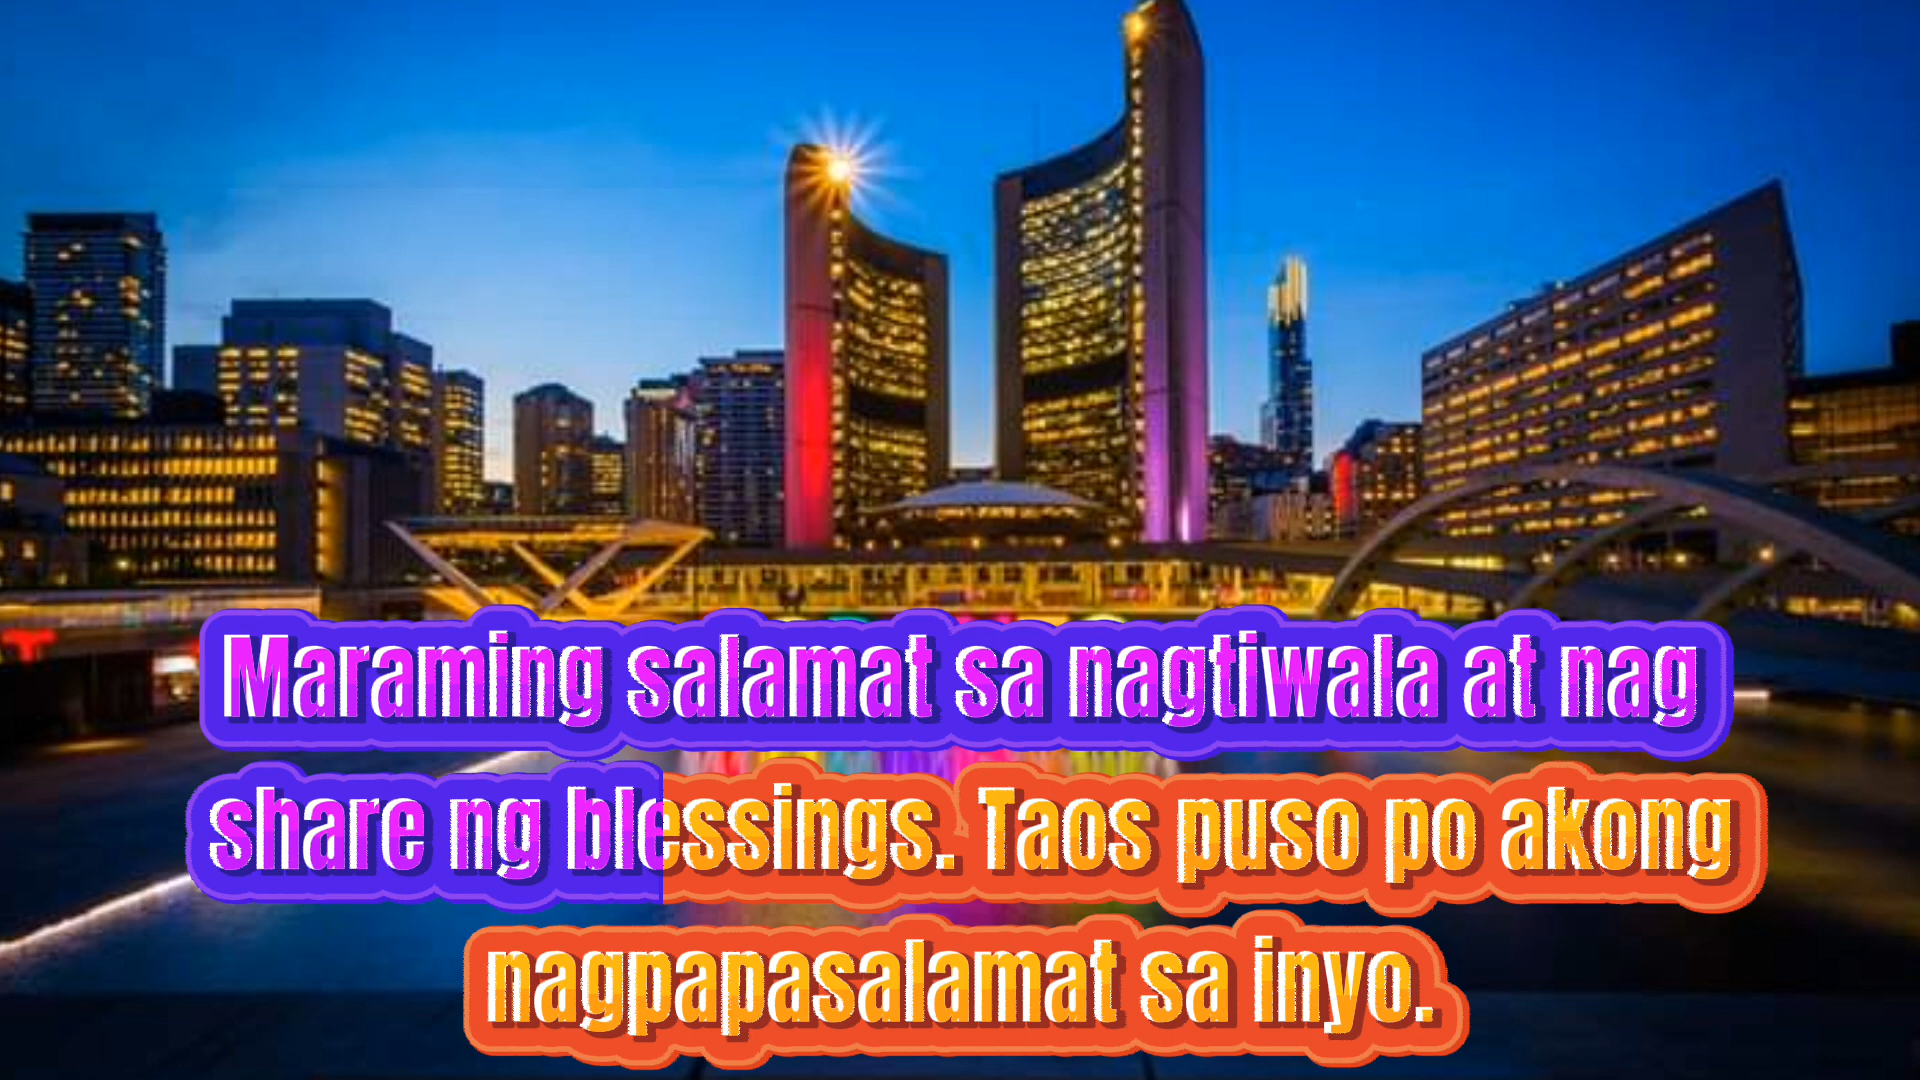 Maraming salamat sa nagtiwala at nag
share ng blessings. Taos puso po akong
nagpapasalamat sa inyo.